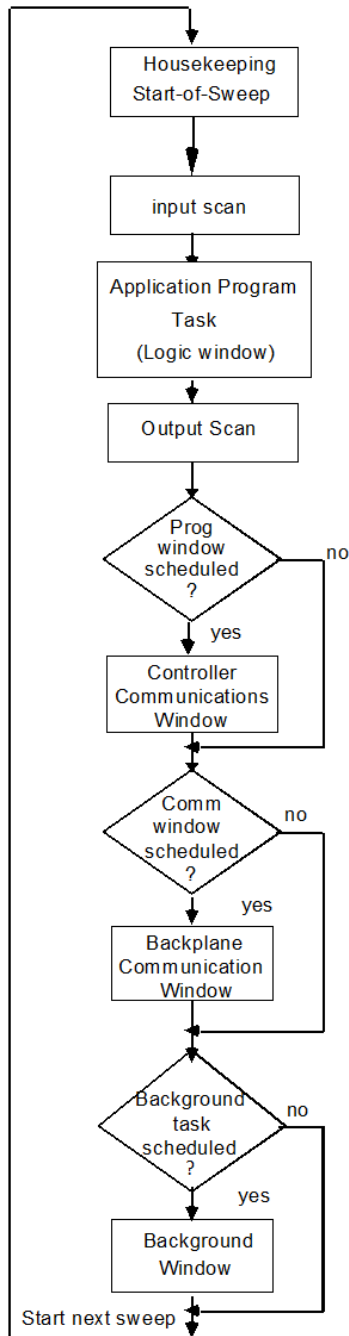 Housekeeping
Start-of-Sweep
input scan
Application Program
Task
(Logic window)
Output Scan
Prog
window
scheduled
?
no
yes
Controller
Communications
Window
Comm
window
scheduled
?
no
yes
Backplane
Communication
Window
Background
task
scheduled
?
no
yes
Background
Window
Start next sweep